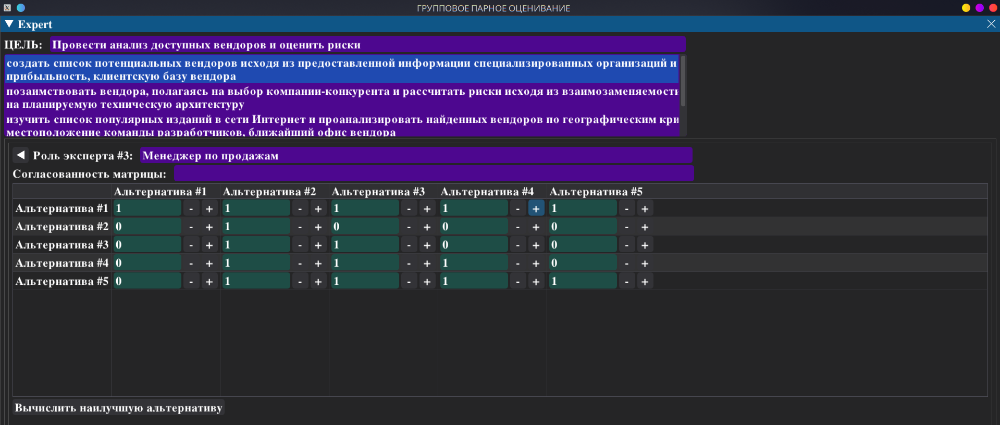 ГРУППОВОЕ ПАРНОЕ ОЦЕНИВАНИЕ
Expert
ЦЕЛЬ: Провести анализ доступных вендоров и оценить риски
создать список потенциальных вендоров исходя из предоставленной информации специализированных организаций и
прибыльность, клиентскую базу вендора
позаимствовать вендора, полагаясь на выбор компании-конкурента и рассчитать риски исходя из взаимозаменяемости
на планируемую техническую архитектуру
изучить список популярных изданий в сети Интернет и проанализировать найденных вендоров по географическим кри
местоположение команды разработчиков, ближайший офис вендора
Роль эксперта #3: Менеджер по продажам
Согласованность матрицы:
Альтернатива #1 Альтернатива #2 Альтернатива #3 Альтернатива #4 Альтернатива #5
Альтернатива #1 1 - + 1 - + 1 - + 1 - + 1 - +
Альтернатива #2 0 - + 1 - + 0 - + 0 - + 0 - +
Альтернатива #3 0 - + 1 - + 1 - + 0 - + 0 - +
Альтернатива #4 0 - + 1 - + 1 - + 1 - + 0 - +
Альтернатива #5 0 - + 1 - + 1 - + 1 - + 1 - +
Вычислить наилучшую альтернативу